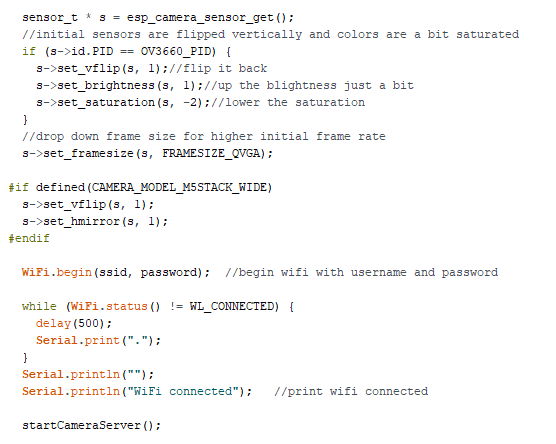 sensor_t * s = esp_camera_sensor_get();
//initial sensors are flipped vertically and colors are a bit saturated
if (s->id.PID == OV3660_PID) {
s->set_vflip(s, 1);//flip it back
s->set_brightness(s, 1);//up the blightness just a bit
s->set_saturation(s, -2);//lower the saturation
}
//drop down frame size for higher initial frame rate
s->set_framesize(s, FRAMESIZE_QVGA);
#if defined(CAMERA_MODEL_M5STACK_WIDE)
s->set_vflip(s, 1);
s->set_hmirror(s, 1);
#endif
WiFi.begin(ssid, password);  //begin wifi with username and password
while (WiFi.status() != WL_CONNECTED) {
delay(500);
Serial.print(".");
}
Serial.println("");
Serial.println("WiFi connected");   //print wifi connected
startCameraServer();